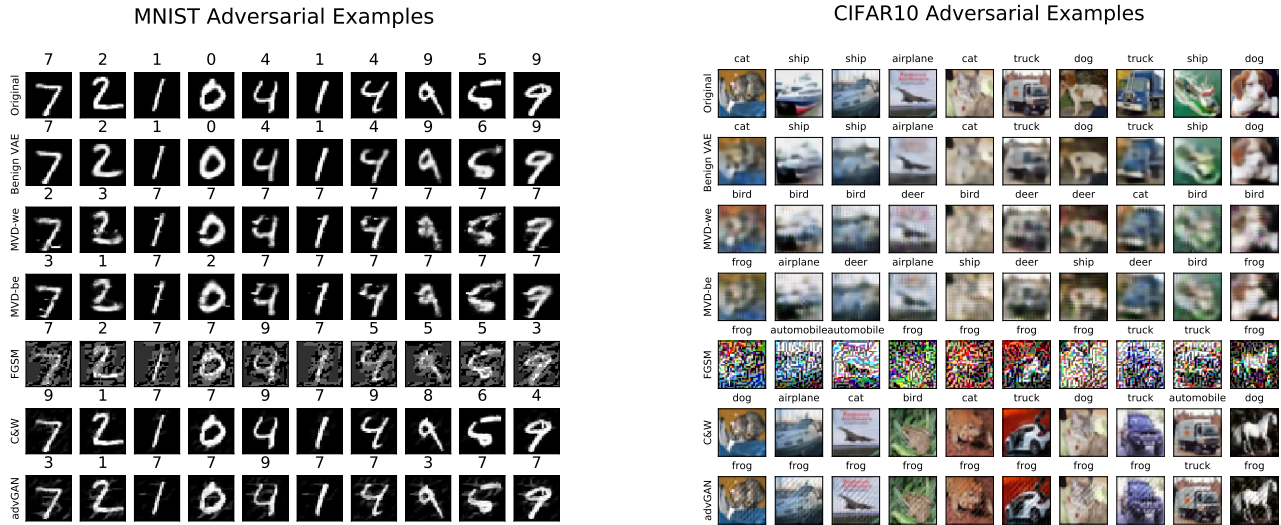 MNIST Adversarial Examples
7 2 1 0 4 1 4 9 5 9
Original
7 2 1 0 4 1 4 9 6 9
Benign VAE
2 3 7 7 7 7 7 7 7 7
MVD-we
3 1 7 2 7 7 7 7 7 7
MVD-be
7 2 7 7 9 7 5 5 5 3
FGSM
9 1 7 7 9 7 9 8 6 4
C&W
3 1 7 7 9 7 7 3 7 7
advGAN
CIFAR10 Adversarial Examples
cat ship ship airplane cat truck dog truck ship dog
Original
cat ship ship airplane cat truck dog truck ship dog
Benign VAE
bird bird bird deer bird deer deer cat bird bird
MVD-we
frog airplane deer airplane ship deer ship deer bird frog
MVD-be
frog automobile automobile frog frog frog frog truck truck frog
FGSM
dog airplane cat bird cat truck dog truck automobile dog
C&W
frog frog frog frog frog frog frog frog truck frog
advGAN